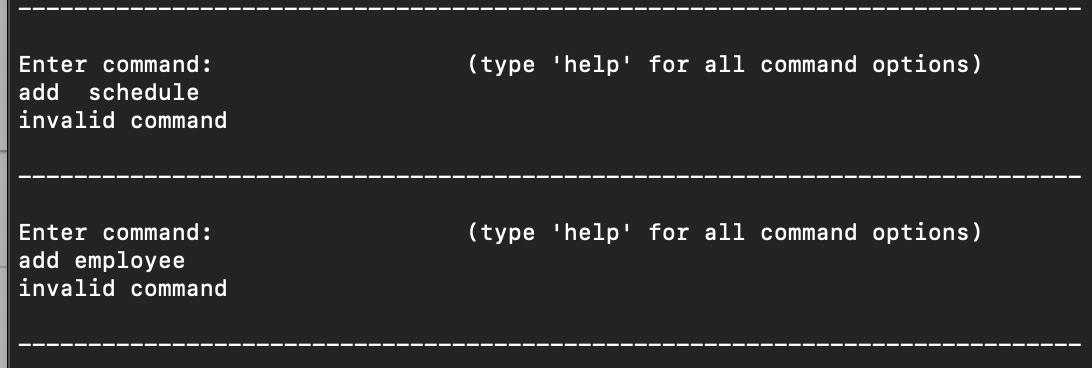 Enter command:                  (type 'help' for all command options)
add  schedule
invalid command
Enter command:                  (type 'help' for all command options)
add employee
invalid command